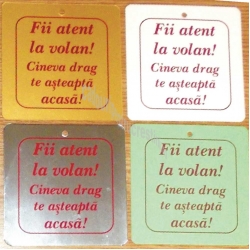 Fii atent
la volan!
Cineva drag
te așteaptă
acasă!
Fii atent
la volan!
Cineva drag
te așteaptă
acasă!
Fii atent
la volan!
Cineva drag
te așteaptă
acasă!
Fii atent
la volan!
Cineva drag
te așteaptă
acasă!